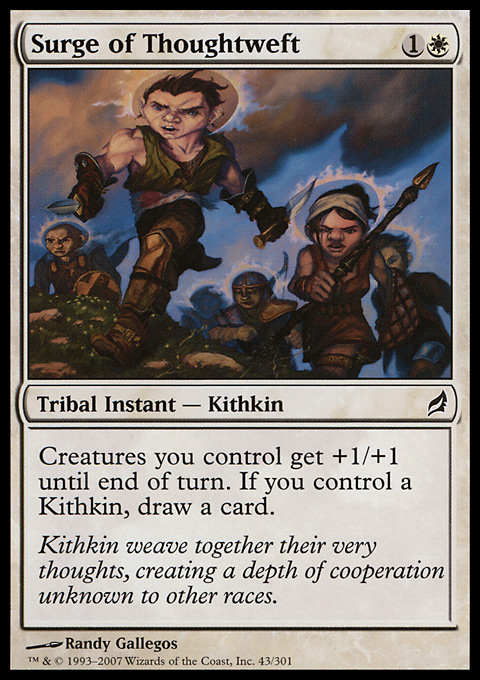 Surge of Thoughtweft 1
Tribal Instant — Kithkin
Creatures you control get +1/+1
until end of turn. If you control a
Kithkin, draw a card.
Kithkin weave together their very
thoughts, creating a depth of cooperation
unknown to other races.
Randy Gallegos
™ & © 1993–2007 Wizards of the Coast, Inc. 43/301